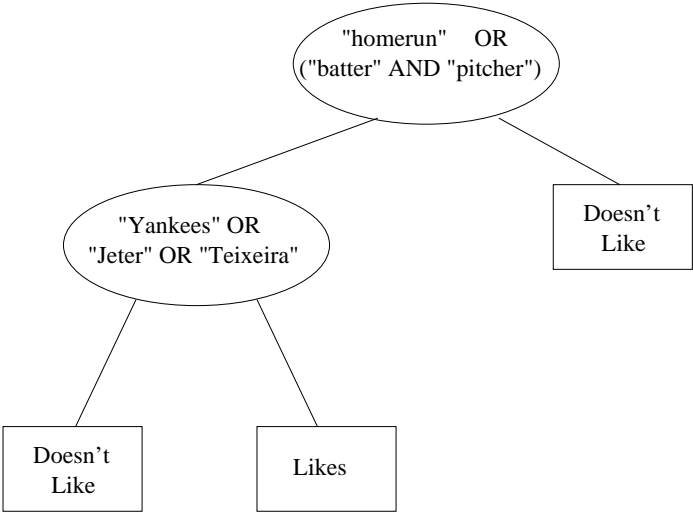 "homerun" OR
("batter" AND "pitcher")
"Yankees" OR
"Jeter" OR "Teixeira"
Doesn't
Like
Doesn't
Like
Likes